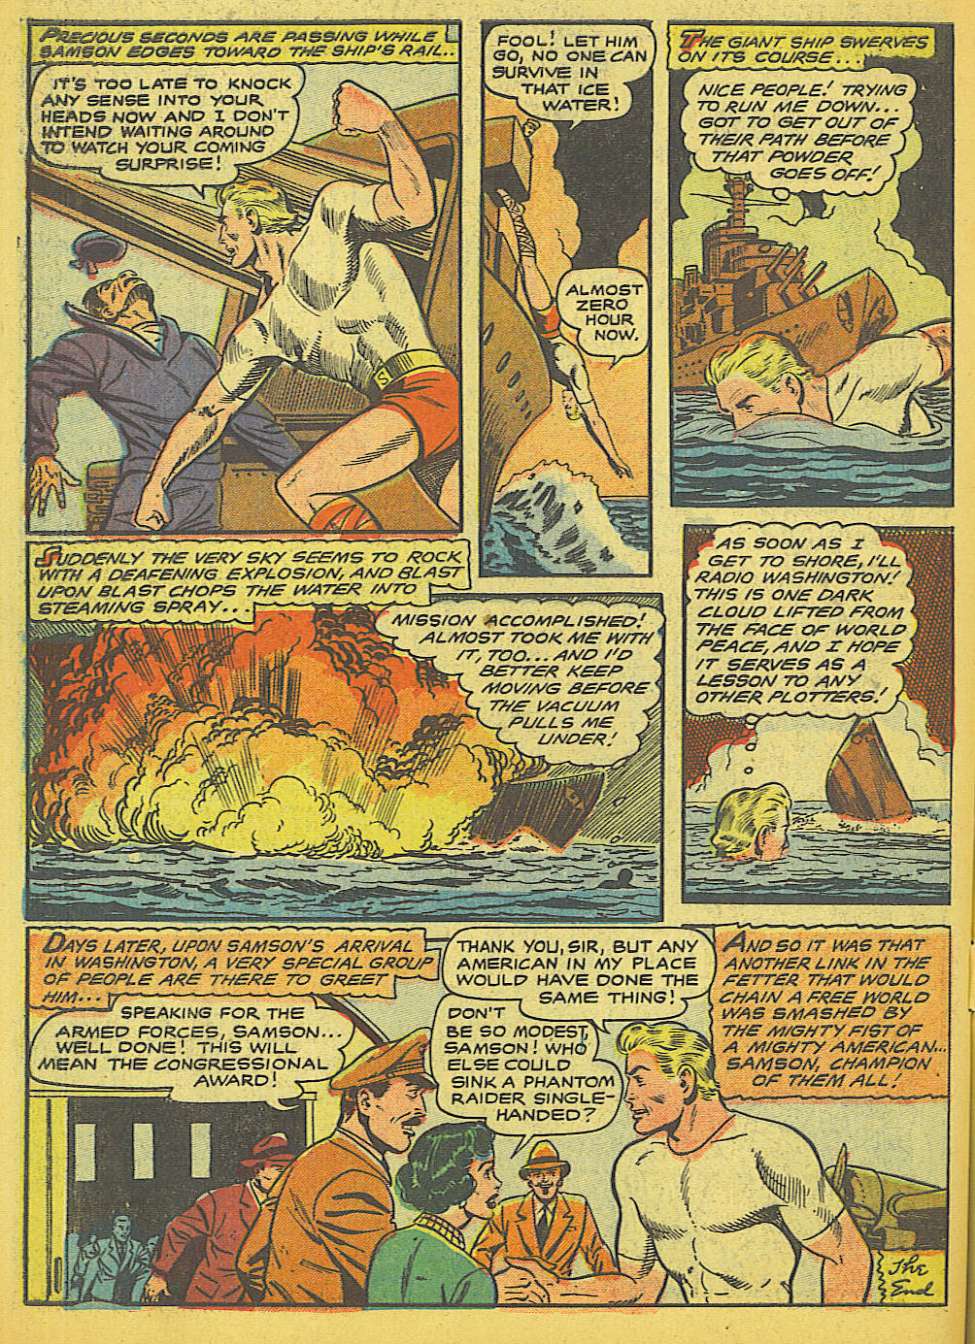 PRECIOUS SECONDS ARE PASSING WHILE
SAMSON EDGES TOWARD THE SHIP'S RAIL..
IT'S TOO LATE TO KNOCK
ANY SENSE INTO YOUR
HEADS NOW AND I DON'T
INTEND WAITING AROUND
TO WATCH YOUR COMING
SURPRISE!
S
FOOL! LET HIM
GO, NO ONE CAN
SURVIVE IN
THAT ICE
WATER!
ALMOST
ZERO
HOUR
NOW.
THE GIANT SHIP SWERVES
ON ITS COURSE...
NICE PEOPLE! TRYING
TO RUN ME DOWN...
GOT TO GET OUT OF
THEIR PATH BEFORE
THAT POWDER
GOES OFF!
SUDDENLY THE VERY SKY SEEMS TO ROCK
WITH A DEAFENING EXPLOSION, AND BLAST
UPON BLAST CHOPS THE WATER INTO
STEAMING SPRAY...
MISSION ACCOMPLISHED!
ALMOST TOOK ME WITH
IT, TOO... AND I'D
BETTER KEEP
MOVING BEFORE
THE VACUUM
PULLS ME
UNDER!
AS SOON AS I
GET TO SHORE, I'LL
RADIO WASHINGTON!
THIS IS ONE DARK
CLOUD LIFTED FROM
THE FACE OF WORLD
PEACE, AND I HOPE
IT SERVES AS A
LESSON TO ANY
OTHER PLOTTERS!
DAYS LATER, UPON SAMSON'S ARRIVAL
IN WASHINGTON, A VERY SPECIAL GROUP
OF PEOPLE ARE THERE TO GREET
HIM...
SPEAKING FOR THE
ARMED FORCES, SAMSON...
WELL DONE! THIS WILL
MEAN THE CONGRESSIONAL
AWARD!
THANK YOU, SIR, BUT ANY
AMERICAN IN MY PLACE
WOULD HAVE DONE THE
SAME THING!
DON'T
BE SO MODEST,
SAMSON! WHO
ELSE COULD
SINK A PHANTOM
RAIDER SINGLE-
HANDED?
AND SO IT WAS THAT
ANOTHER LINK IN THE
FETTER THAT WOULD
CHAIN A FREE WORLD
WAS SMASHED BY
THE MIGHTY FIST OF
A MIGHTY AMERICAN...
SAMSON, CHAMPION
OF THEM ALL!
The
End